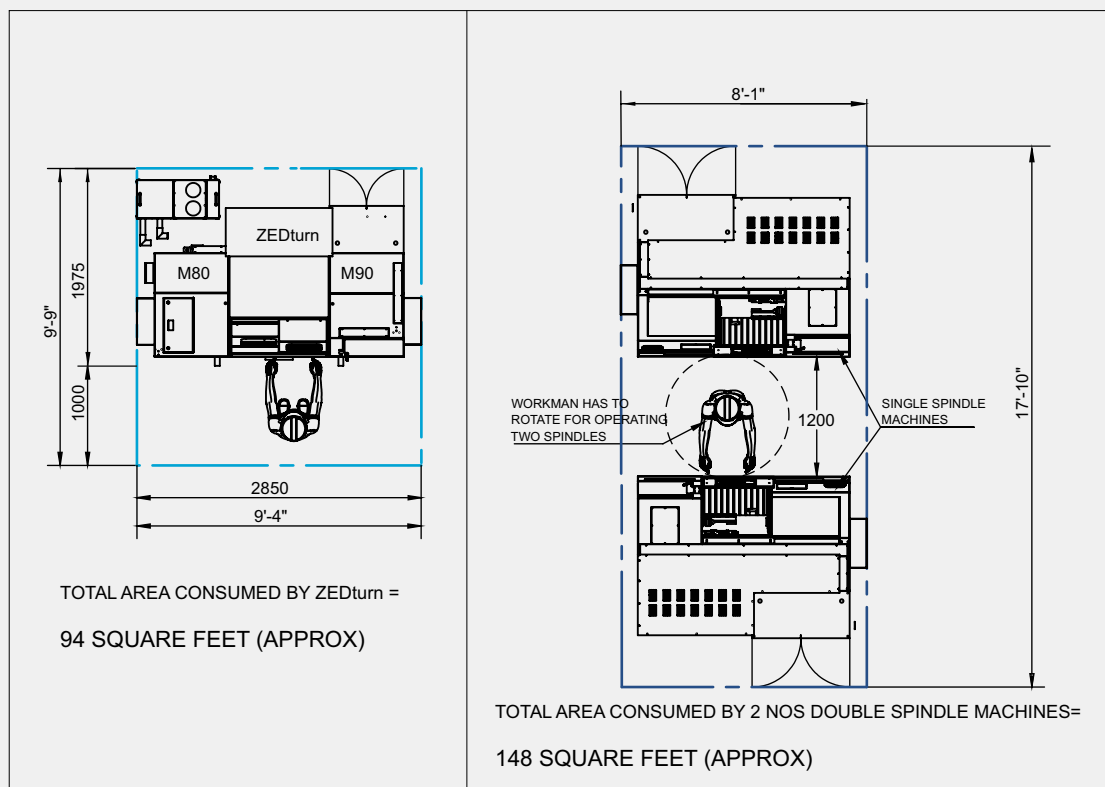 ZEDturn
M80
M90
9'-9"
1975
1000
2850
9'-4"
TOTAL AREA CONSUMED BY ZEDturn =
94 SQUARE FEET (APPROX)
8'-1"
17'-10"
WORKMAN HAS TO
ROTATE FOR OPERATING
TWO SPINDLES
1200
SINGLE SPINDLE
MACHINES
TOTAL AREA CONSUMED BY 2 NOS DOUBLE SPINDLE MACHINES=
148 SQUARE FEET (APPROX)